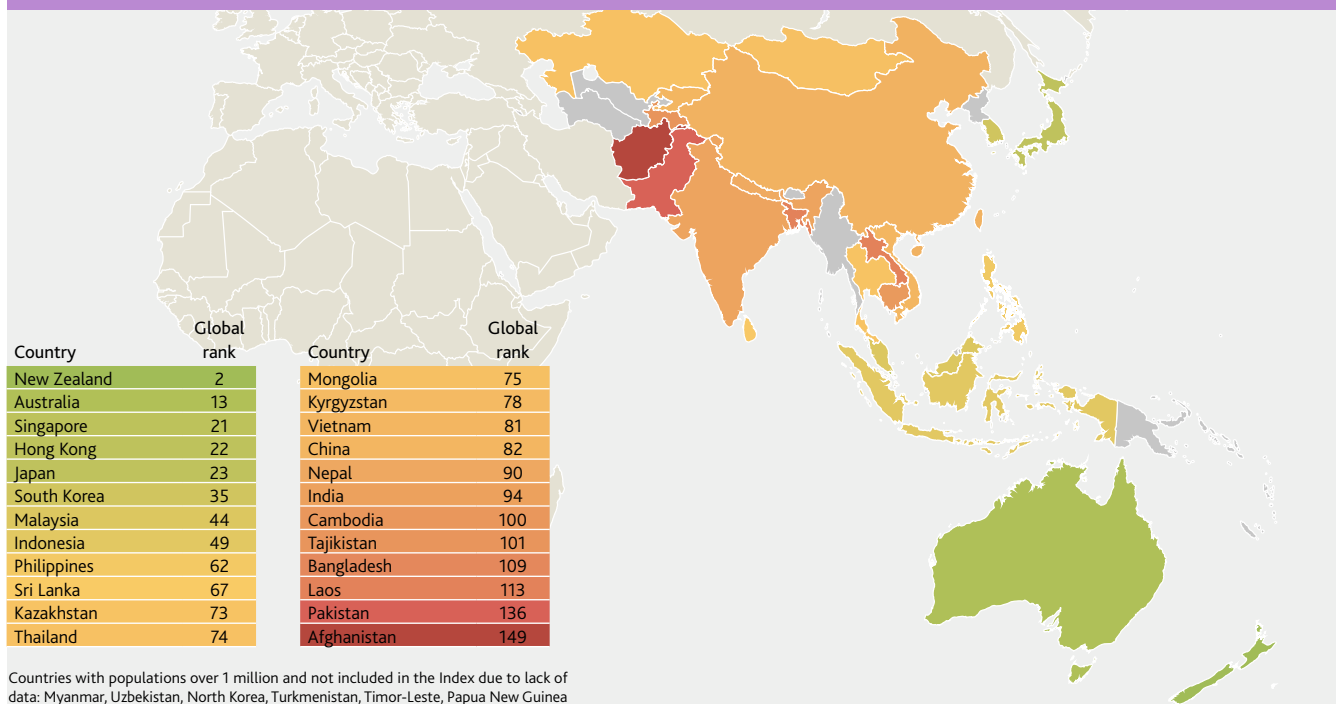 Country Global rank
New Zealand 2
Australia 13
Singapore 21
Hong Kong 22
Japan 23
South Korea 35
Malaysia 44
Indonesia 49
Philippines 62
Sri Lanka 67
Kazakhstan 73
Thailand 74
Country Global rank
Mongolia 75
Kyrgyzstan 78
Vietnam 81
China 82
Nepal 90
India 94
Cambodia 100
Tajikistan 101
Bangladesh 109
Laos 113
Pakistan 136
Afghanistan 149
Countries with populations over 1 million and not included in the Index due to lack of
data: Myanmar, Uzbekistan, North Korea, Turkmenistan, Timor-Leste, Papua New Guinea